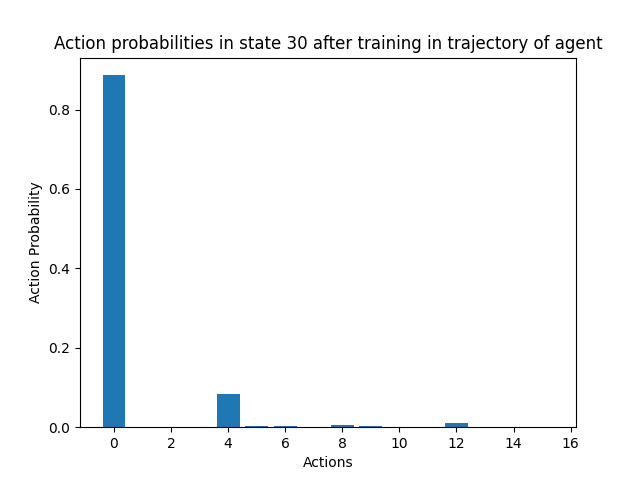 Action probabilities in state 30 after training in trajectory of agent
Action Probability
0.8
0.6
0.4
0.2
0.0
0 2 4 6 8 10 12 14 16
Actions